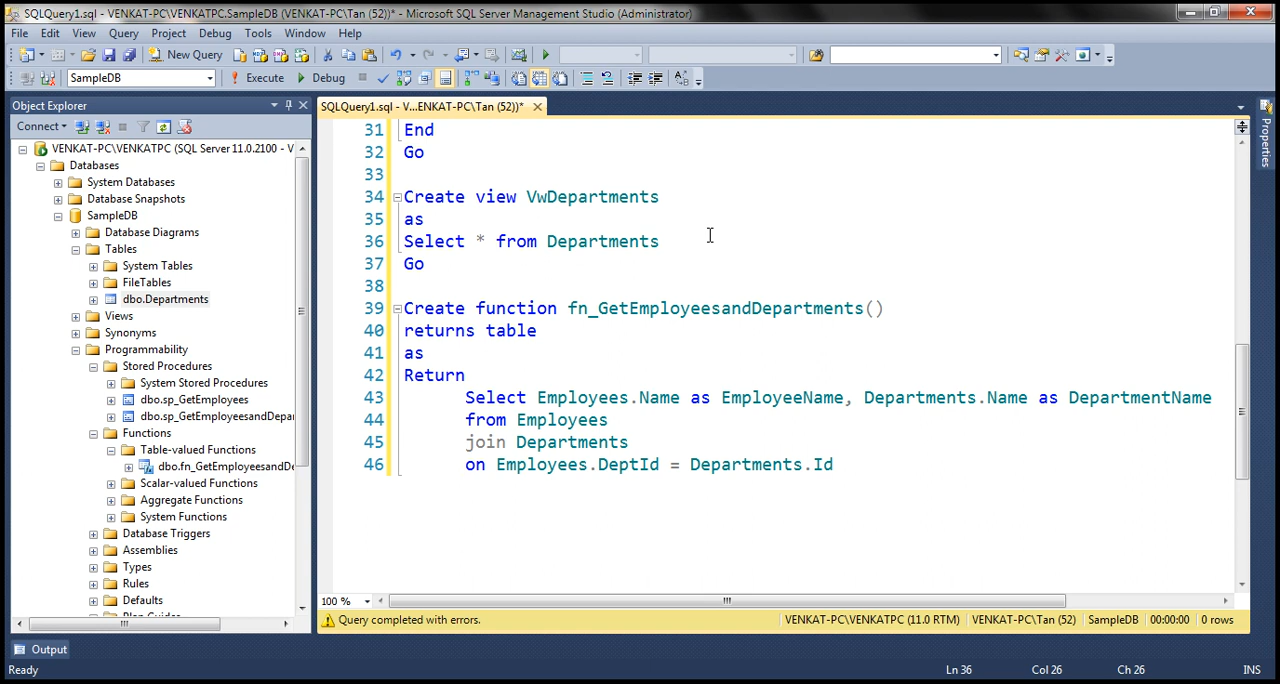 SQLQuery1.sql - VENKAT-PC\VENKATPC.SampleDB (VENKAT-PC\Tan (52))* - Microsoft SQL Server Management Studio (Administrator)
File Edit View Query Project Debug Tools Window Help
New Query
SampleDB Execute Debug
Object Explorer
Connect
VENKAT-PC\VENKATPC (SQL Server 11.0.2100 - V
Databases
System Databases
Database Snapshots
SampleDB
Database Diagrams
Tables
System Tables
FileTables
dbo.Departments
Views
Synonyms
Programmability
Stored Procedures
System Stored Procedures
dbo.sp_GetEmployees
dbo.sp_GetEmployeesandDepar
Functions
Table-valued Functions
dbo.fn_GetEmployeesandDe
Scalar-valued Functions
Aggregate Functions
System Functions
Database Triggers
Assemblies
Types
Rules
Defaults
Plan Guides
SQLQuery1.sql - V...ENKAT-PC\Tan (52))*
31 End
32 Go
33
34 Create view VwDepartments
35 as
36 Select * from Departments
37 Go
38
39 Create function fn_GetEmployeesandDepartments()
40 returns table
41 as
42 Return
43 Select Employees.Name as EmployeeName, Departments.Name as DepartmentName
44 from Employees
45 join Departments
46 on Employees.DeptId = Departments.Id
100 %
Query completed with errors. VENKAT-PC\VENKATPC (11.0 RTM) VENKAT-PC\Tan (52) SampleDB 00:00:00 0 rows
Properties
Output
Ready Ln 36 Col 26 Ch 26 INS